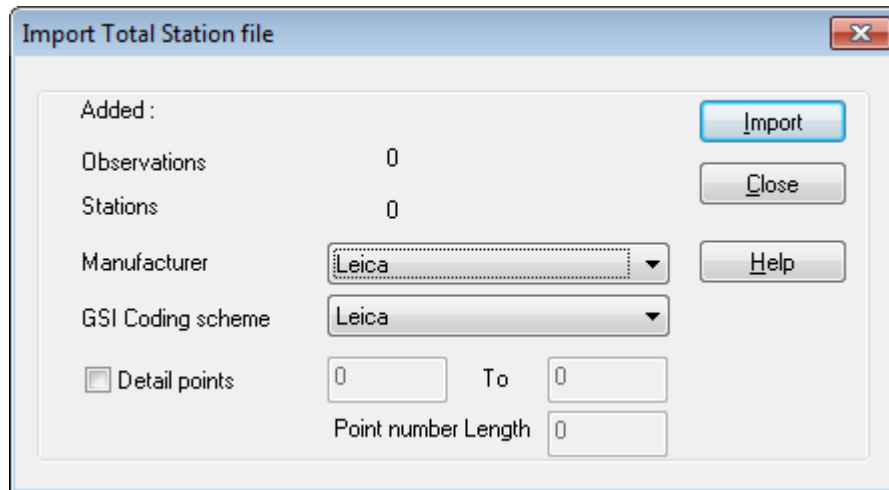 Import Total Station file
Added :
Import
Observations 0
Close
Stations 0
Manufacturer Leica
Help
GSI Coding scheme Leica
Detail points 0 To 0
Point number Length 0